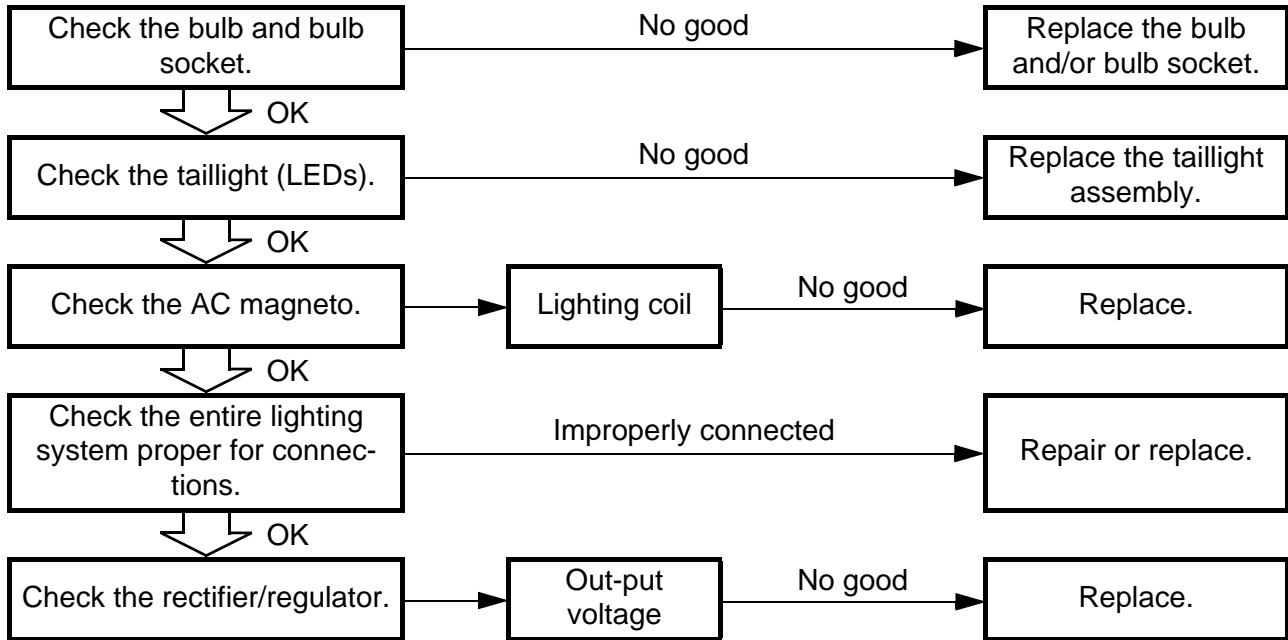 Check the bulb and bulb
socket.
No good
Replace the bulb
and/or bulb socket.
OK
Check the taillight (LEDs).
No good
Replace the taillight
assembly.
OK
Check the AC magneto.
Lighting coil
No good
Replace.
OK
Check the entire lighting
system proper for connec-
tions.
Improperly connected
Repair or replace.
OK
Check the rectifier/regulator.
Out-put
voltage
No good
Replace.